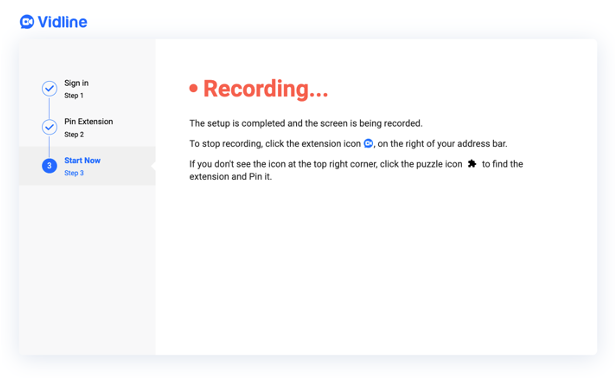 Vidline
Sign in
Step 1
Pin Extension
Step 2
3
Start Now
Step 3
Recording...
The setup is completed and the screen is being recorded.
To stop recording, click the extension icon , on the right of your address bar.
If you don't see the icon at the top right corner, click the puzzle icon to find the
extension and Pin it.